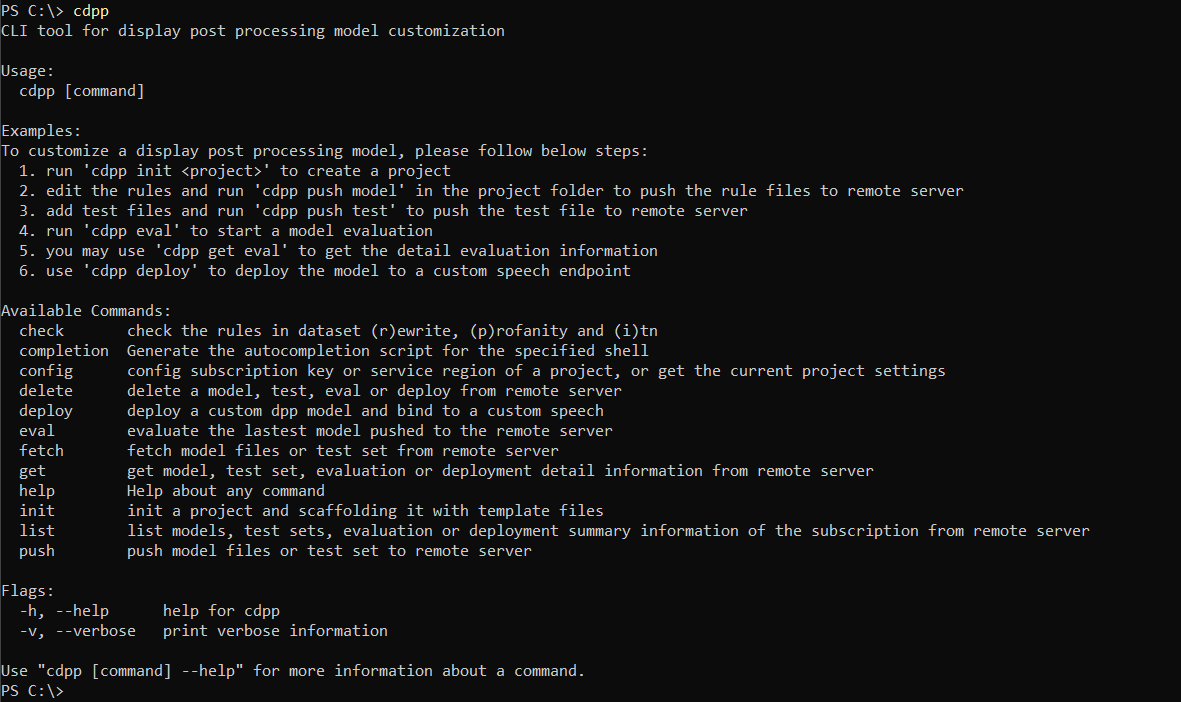 PS C:\> cdpp
CLI tool for display post processing model customization
Usage:
  cdpp [command]
Examples:
To customize a display post processing model, please follow below steps:
  1. run 'cdpp init <project>' to create a project
  2. edit the rules and run 'cdpp push model' in the project folder to push the rule files to remote server
  3. add test files and run 'cdpp push test' to push the test file to remote server
  4. run 'cdpp eval' to start a model evaluation
  5. you may use 'cdpp get eval' to get the detail evaluation information
  6. use 'cdpp deploy' to deploy the model to a custom speech endpoint
Available Commands:
  check       check the rules in dataset (r)ewrite, (p)rofanity and (i)tn
  completion  Generate the autocompletion script for the specified shell
  config      config subscription key or service region of a project, or get the current project settings
  delete      delete a model, test, eval or deploy from remote server
  deploy      deploy a custom dpp model and bind to a custom speech
  eval        evaluate the lastest model pushed to the remote server
  fetch       fetch model files or test set from remote server
  get         get model, test set, evaluation or deployment detail information from remote server
  help        Help about any command
  init        init a project and scaffolding it with template files
  list        list models, test sets, evaluation or deployment summary information of the subscription from remote server
  push        push model files or test set to remote server
Flags:
  -h, --help      help for cdpp
  -v, --verbose   print verbose information
Use "cdpp [command] --help" for more information about a command.
PS C:\>